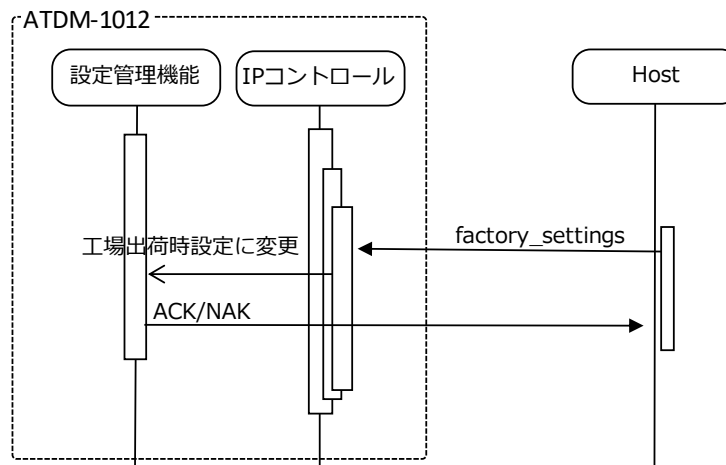 ATDM-1012
設定管理機能
IPコントロール
Host
factory_settings
工場出荷時設定に変更
ACK/NAK